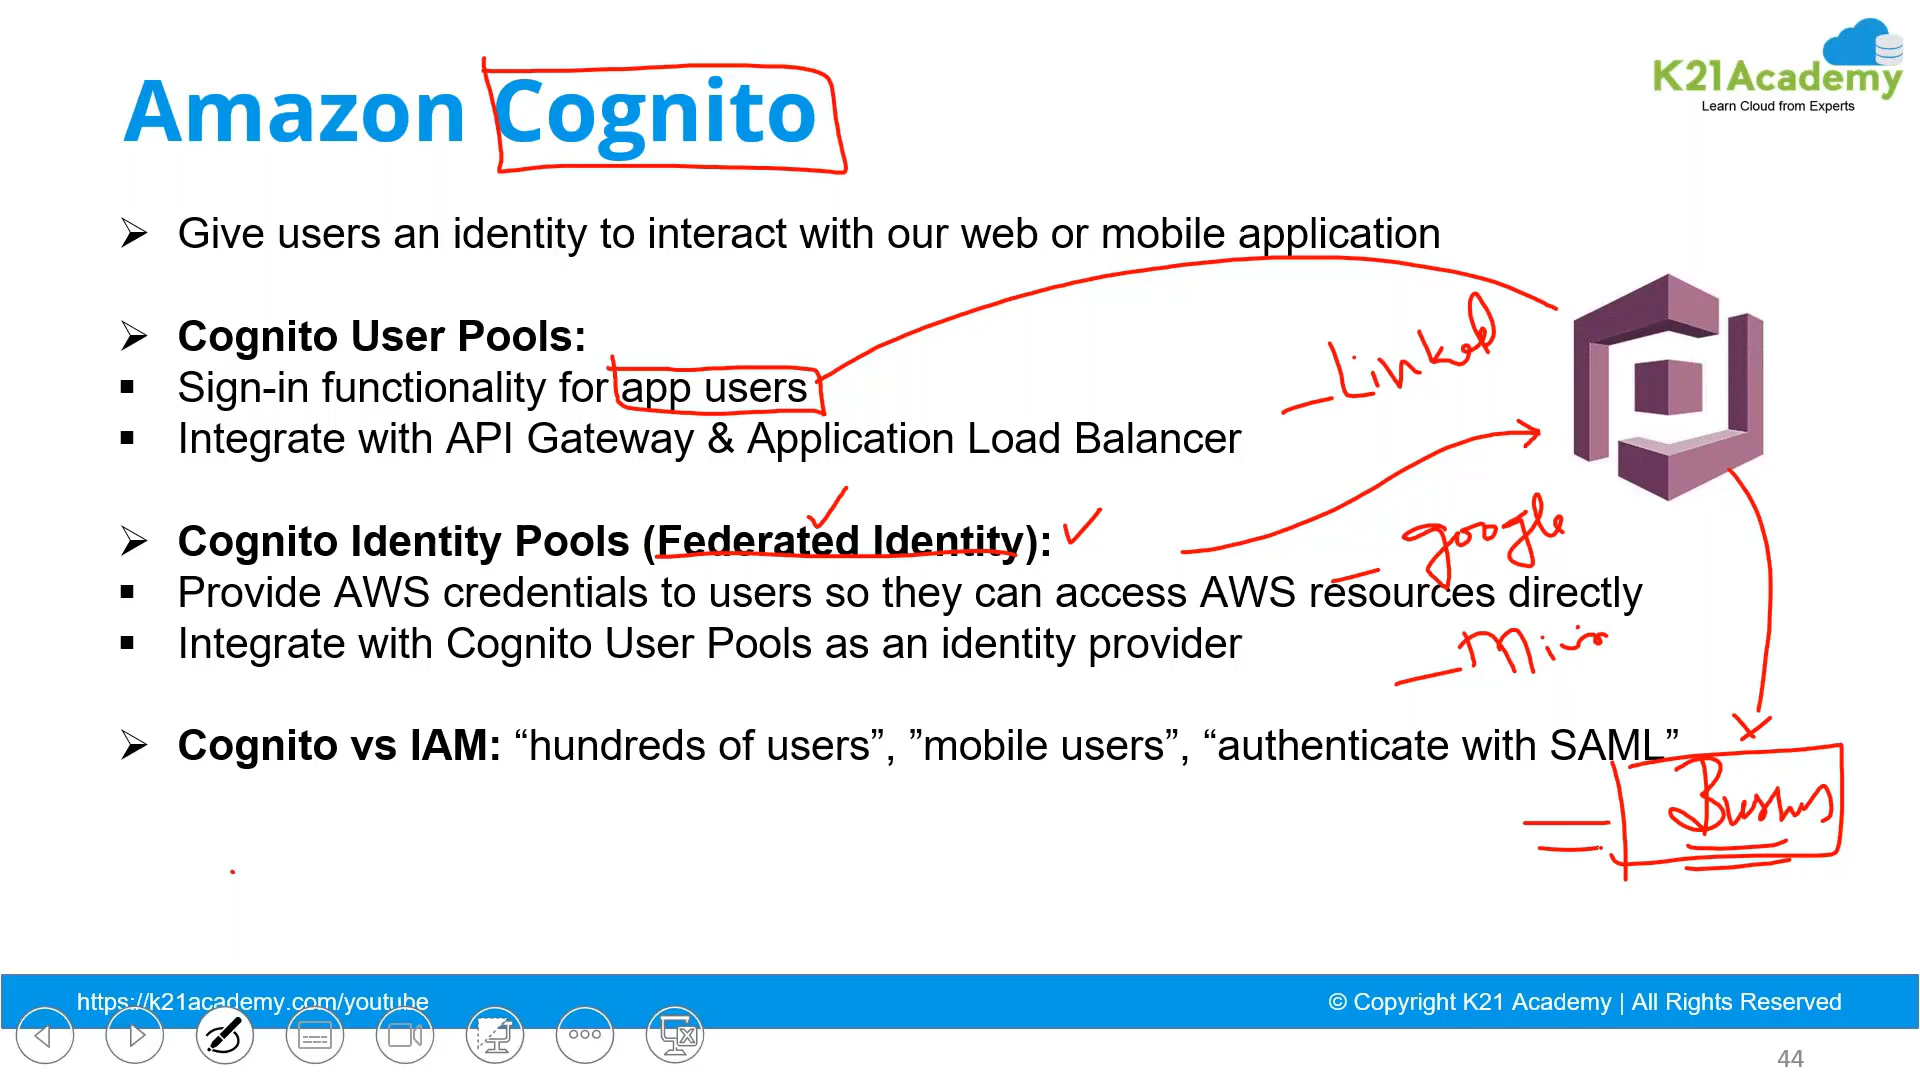 Amazon Cognito
K21Academy
Learn Cloud from Experts
Give users an identity to interact with our web or mobile application
Cognito User Pools:
Sign-in functionality for app users
Integrate with API Gateway & Application Load Balancer
Linked
Cognito Identity Pools (Federated Identity):
google
Provide AWS credentials to users so they can access AWS resources directly
Integrate with Cognito User Pools as an identity provider
Cognito vs IAM: “hundreds of users”, ”mobile users”, “authenticate with SAML”
https://k21academy.com/youtube
© Copyright K21 Academy | All Rights Reserved
44